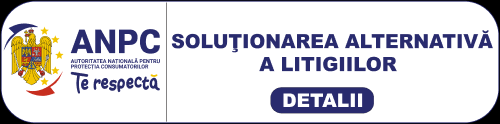 ANPC
AUTORITATEA NAȚIONALĂ PENTRU
PROTECȚIA CONSUMATORILOR
Te respectă
SOLUŢIONAREA ALTERNATIVĂ
A LITIGIILOR
DETALII